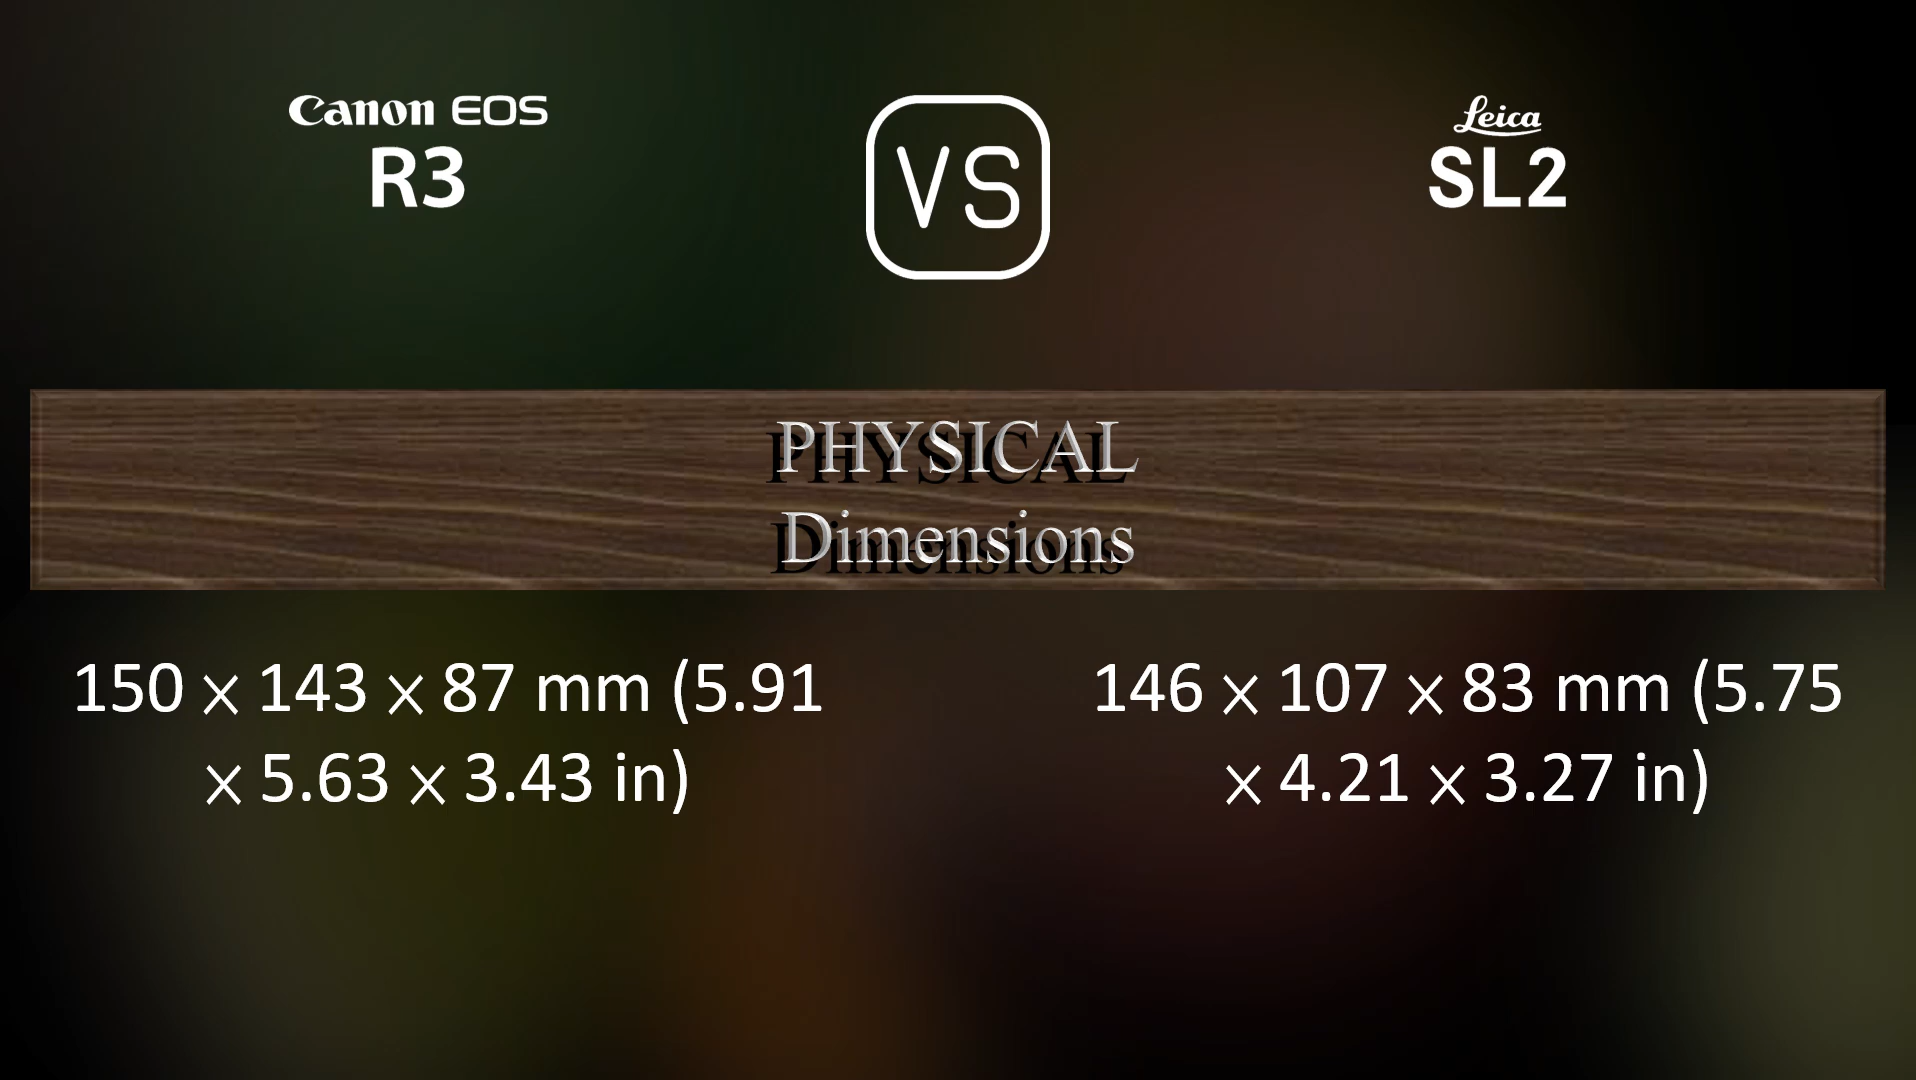 Canon EOS
R3
VS
Leica
SL2
PHYSICAL
Dimensions
150 x 143 x 87 mm (5.91
x 5.63 x 3.43 in)
146 x 107 x 83 mm (5.75
x 4.21 x 3.27 in)